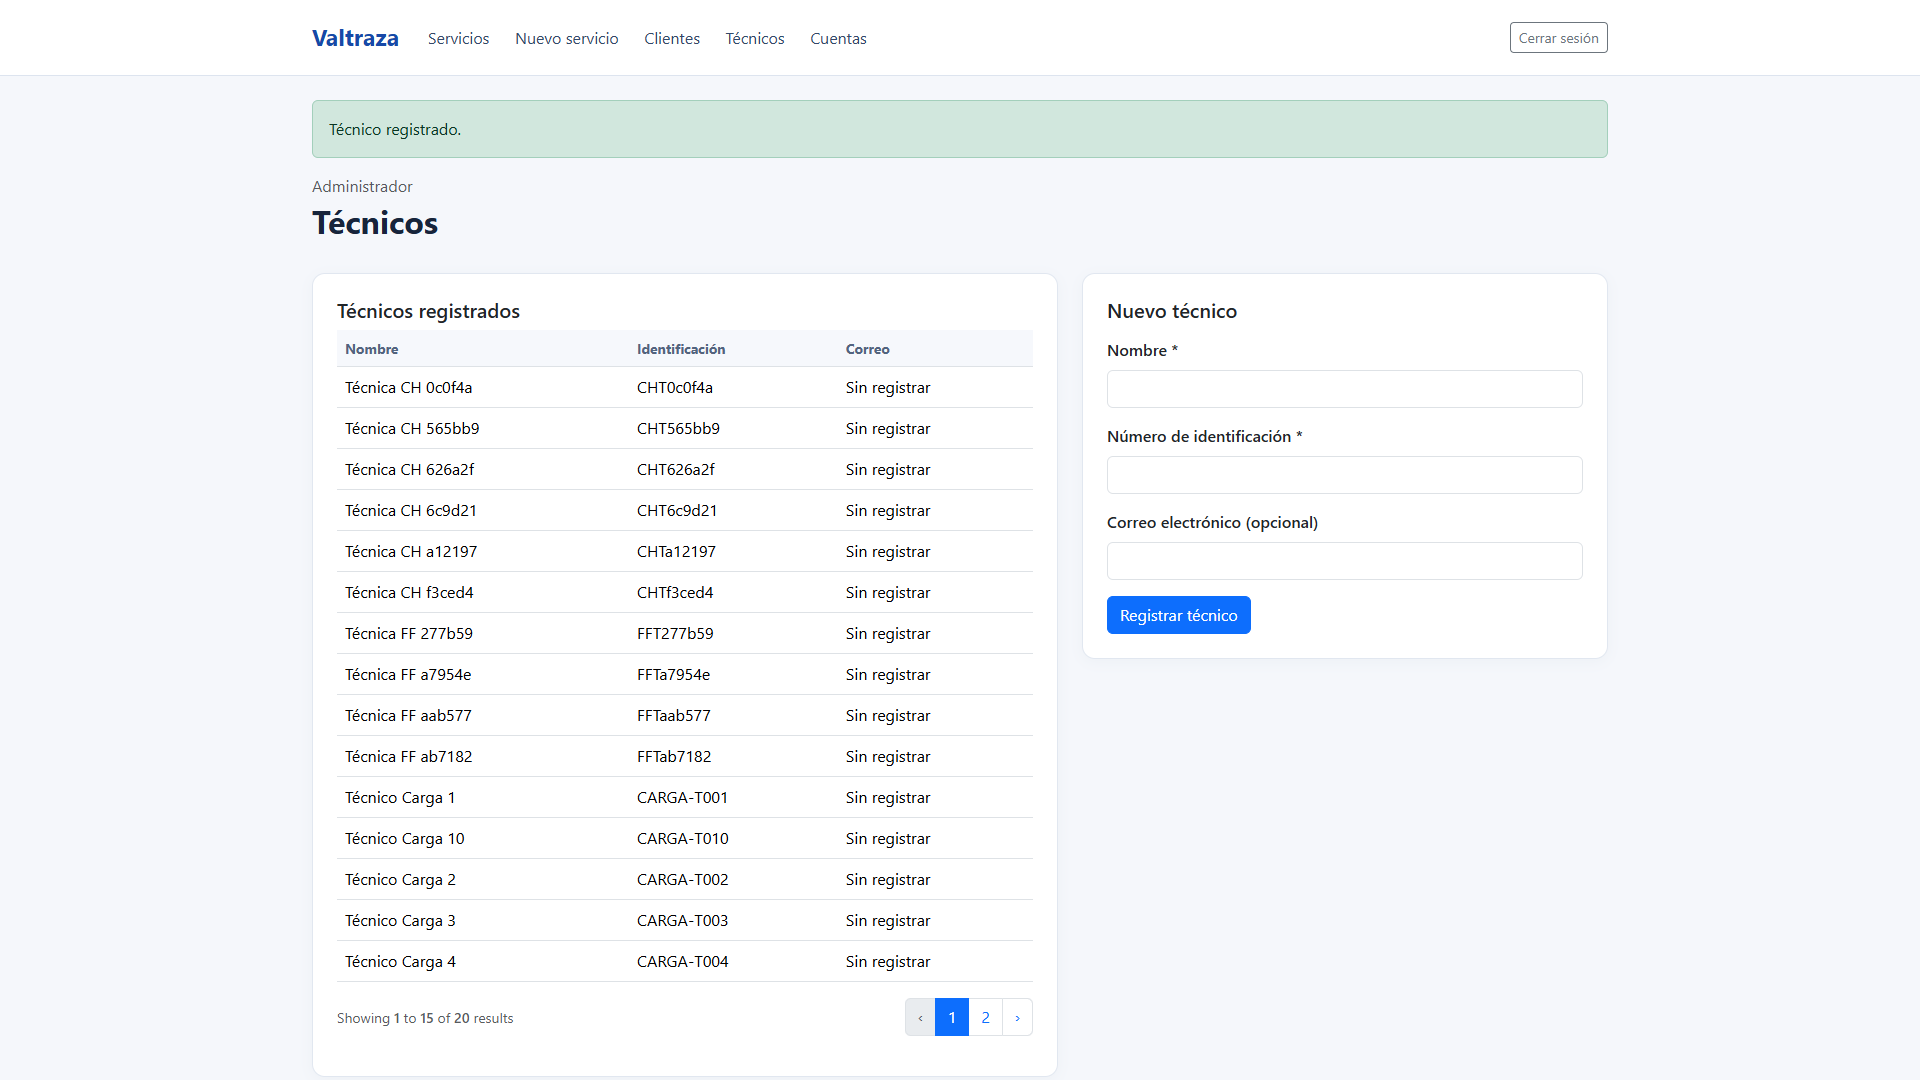 Valtraza Servicios Nuevo servicio Clientes Técnicos Cuentas Cerrar sesión
Técnico registrado.
Administrador
Técnicos
Técnicos registrados
Nombre Identificación Correo
Técnica CH 0c0f4a CHT0c0f4a Sin registrar
Técnica CH 565bb9 CHT565bb9 Sin registrar
Técnica CH 626a2f CHT626a2f Sin registrar
Técnica CH 6c9d21 CHT6c9d21 Sin registrar
Técnica CH a12197 CHTa12197 Sin registrar
Técnica CH f3ced4 CHTf3ced4 Sin registrar
Técnica FF 277b59 FFT277b59 Sin registrar
Técnica FF a7954e FFTa7954e Sin registrar
Técnica FF aab577 FFTaab577 Sin registrar
Técnica FF ab7182 FFTab7182 Sin registrar
Técnico Carga 1 CARGA-T001 Sin registrar
Técnico Carga 10 CARGA-T010 Sin registrar
Técnico Carga 2 CARGA-T002 Sin registrar
Técnico Carga 3 CARGA-T003 Sin registrar
Técnico Carga 4 CARGA-T004 Sin registrar
Showing 1 to 15 of 20 results ‹ 1 2 ›
Nuevo técnico
Nombre *
Número de identificación *
Correo electrónico (opcional)
Registrar técnico